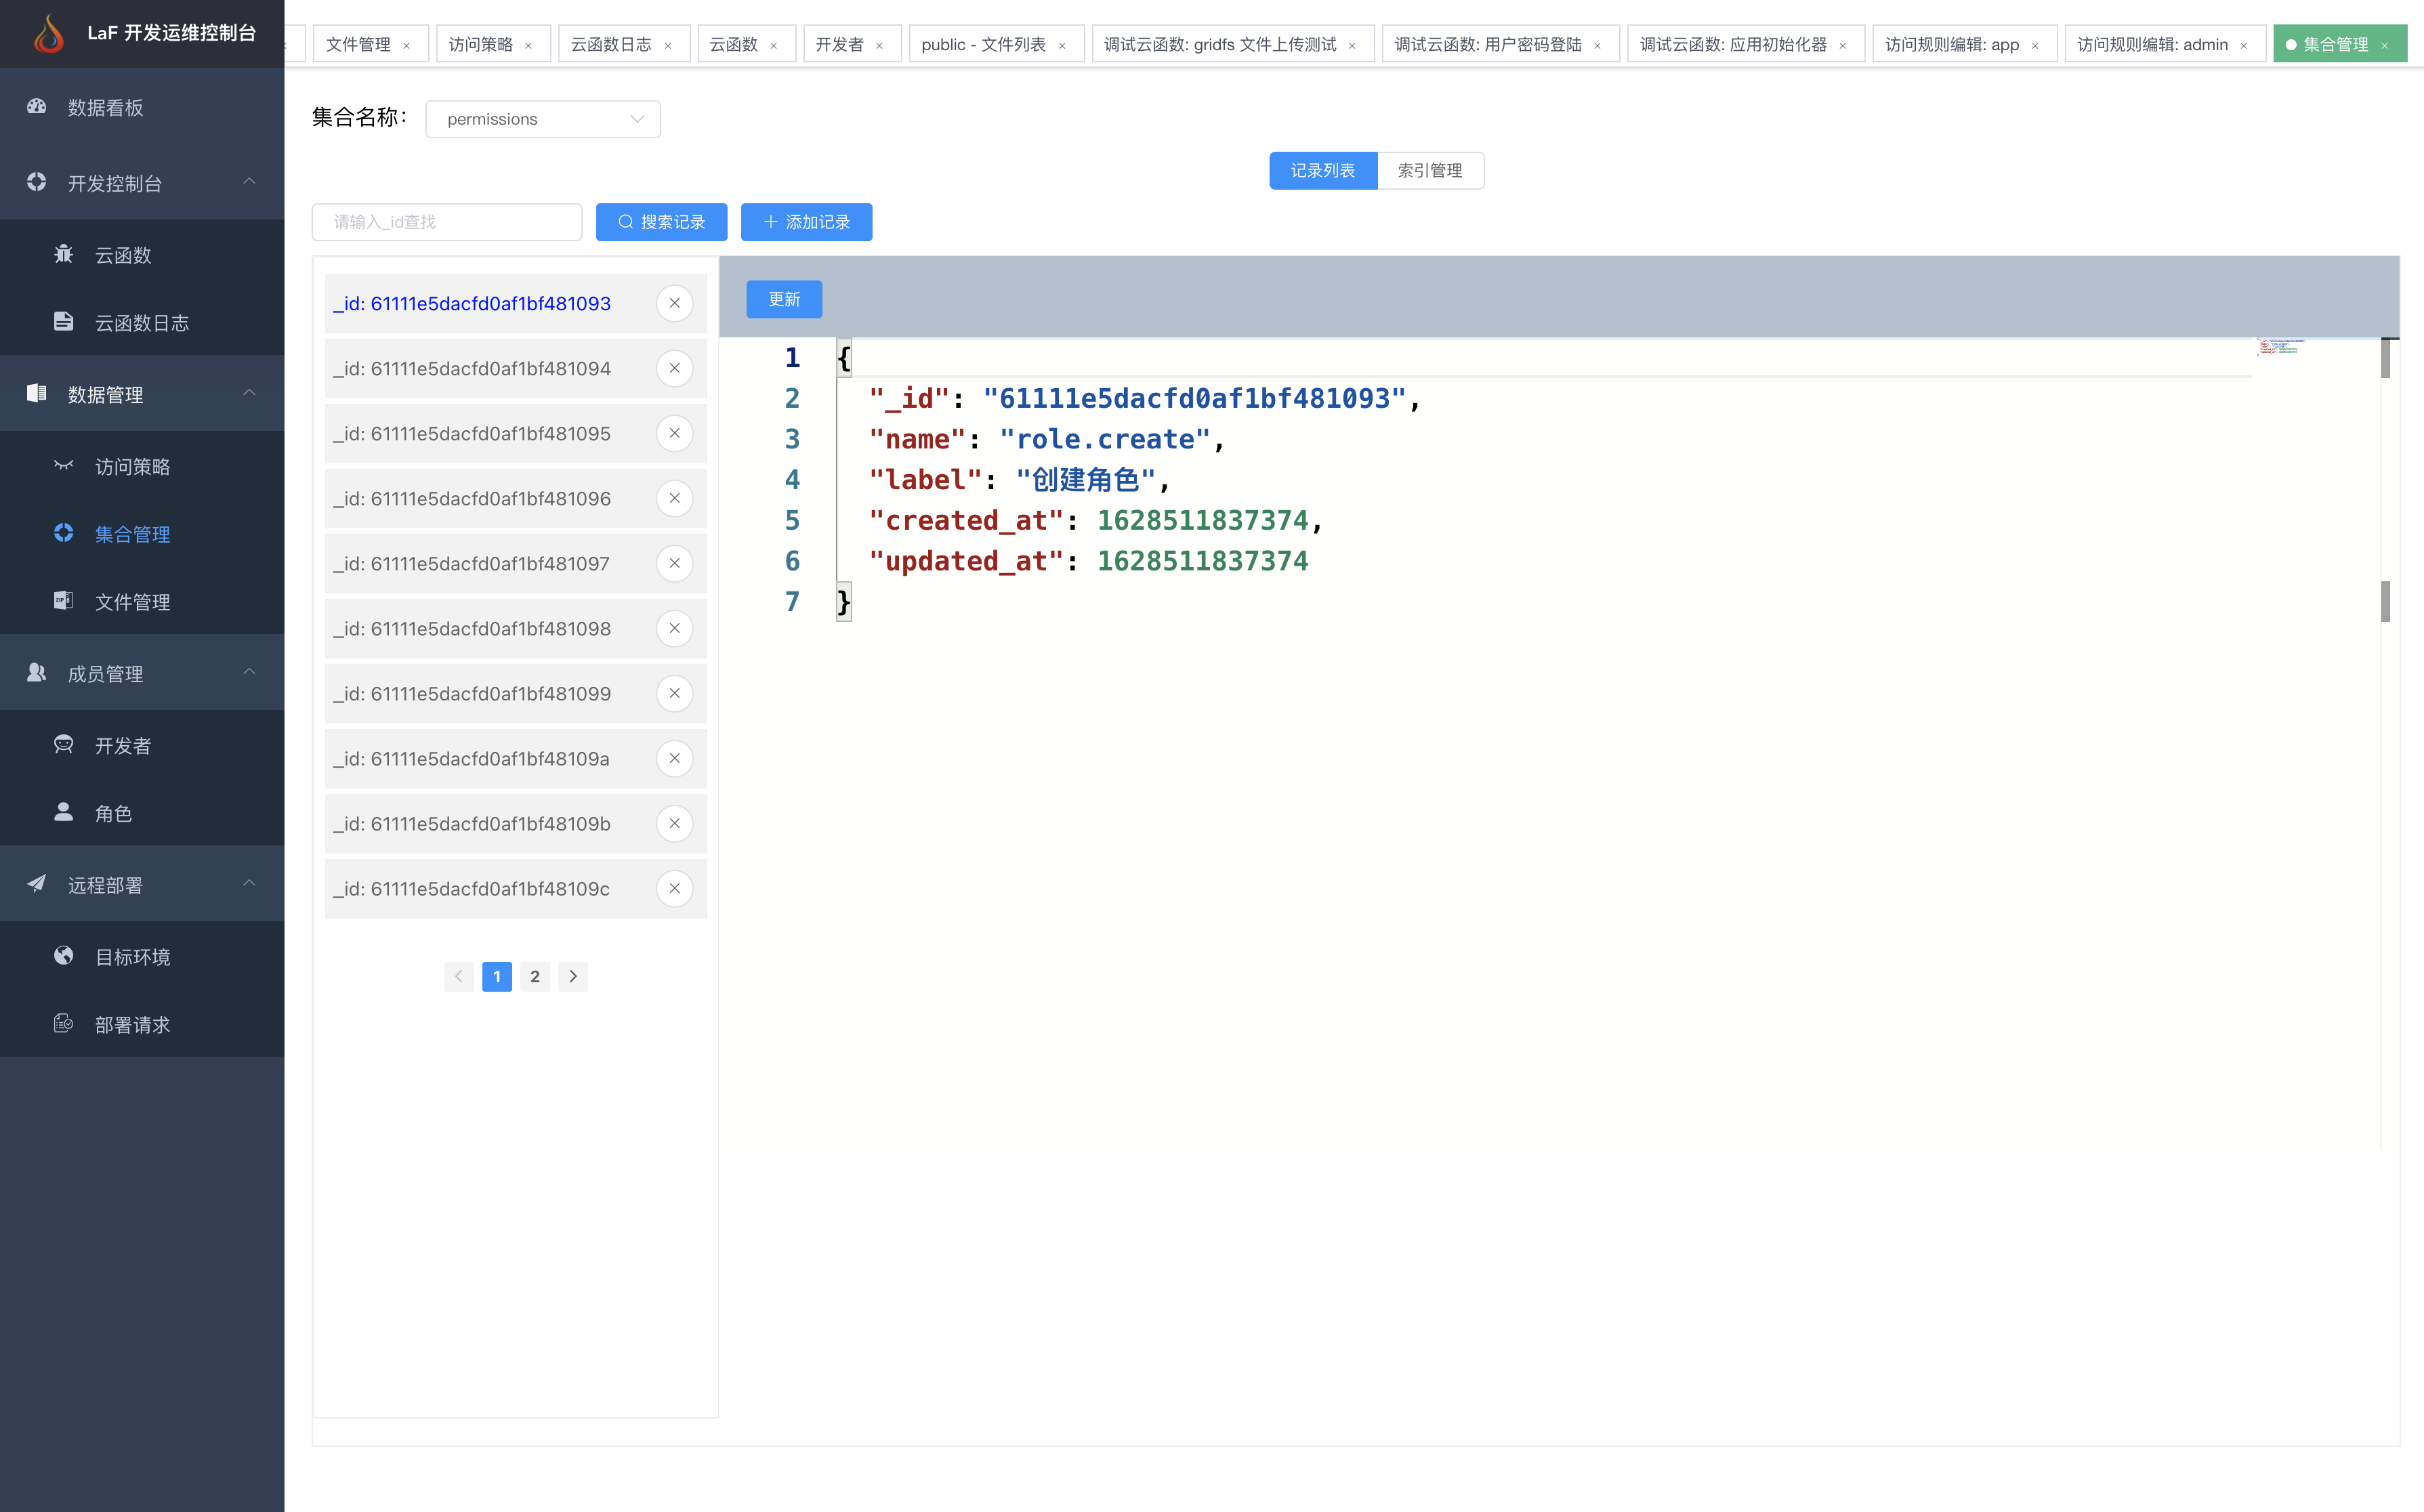 LaF 开发运维控制台
文件管理 ×
访问策略 ×
云函数日志 ×
云函数 ×
开发者 ×
public - 文件列表 ×
调试云函数: gridfs 文件上传测试 ×
调试云函数: 用户密码登陆 ×
调试云函数: 应用初始化器 ×
访问规则编辑: app ×
访问规则编辑: admin ×
集合管理 ×
数据看板
开发控制台
云函数
云函数日志
数据管理
访问策略
集合管理
文件管理
成员管理
开发者
角色
远程部署
目标环境
部署请求
集合名称：
permissions
记录列表
索引管理
请输入_id查找
搜索记录
添加记录
_id: 61111e5dacfd0af1bf481093
_id: 61111e5dacfd0af1bf481094
_id: 61111e5dacfd0af1bf481095
_id: 61111e5dacfd0af1bf481096
_id: 61111e5dacfd0af1bf481097
_id: 61111e5dacfd0af1bf481098
_id: 61111e5dacfd0af1bf481099
_id: 61111e5dacfd0af1bf48109a
_id: 61111e5dacfd0af1bf48109b
_id: 61111e5dacfd0af1bf48109c
1 2
更新
1 {
2 "_id": "61111e5dacfd0af1bf481093",
3 "name": "role.create",
4 "label": "创建角色",
5 "created_at": 1628511837374,
6 "updated_at": 1628511837374
7 }